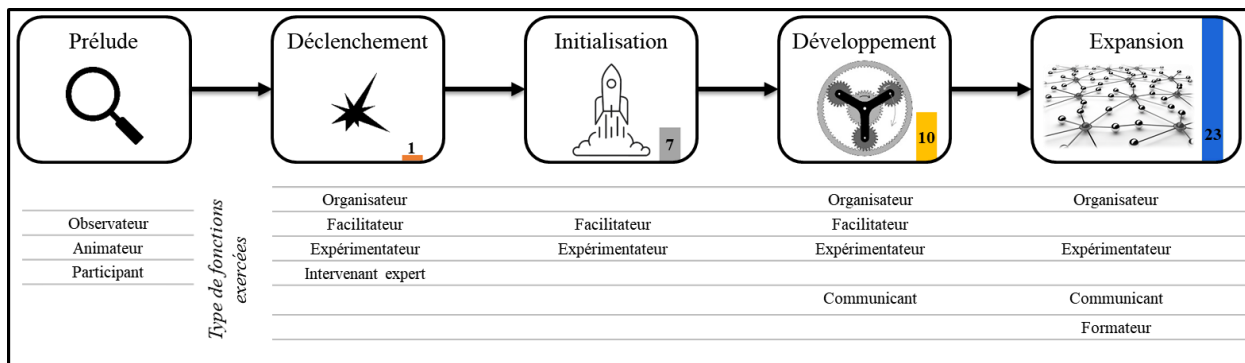 Prélude
Déclenchement
Initialisation
Développement
Expansion
1
7
10
23
Type de fonctions
exercées
Organisateur
Organisateur
Organisateur
Observateur
Facilitateur
Facilitateur
Facilitateur
Animateur
Expérimentateur
Expérimentateur
Expérimentateur
Expérimentateur
Participant
Intervenant expert
Communicant
Communicant
Formateur